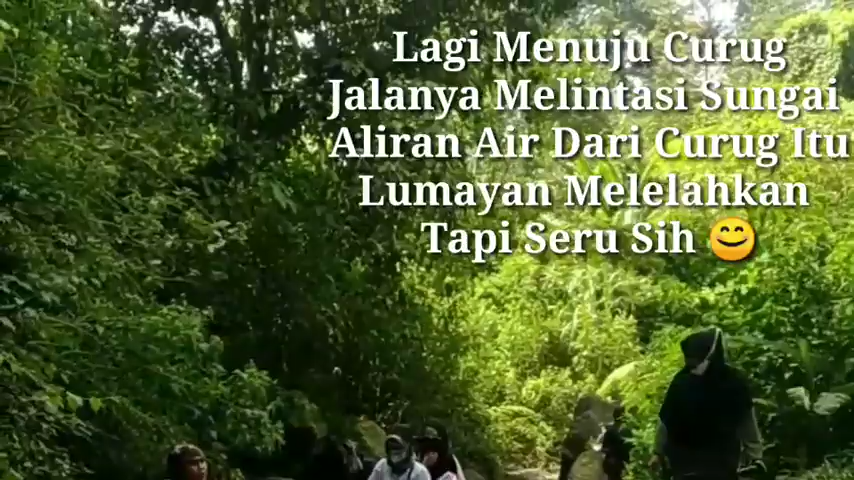 Lagi Menuju Curug
Jalanya Melintasi Sungai
Aliran Air Dari Curug Itu
Lumayan Melelahkan
Tapi Seru Sih 😊